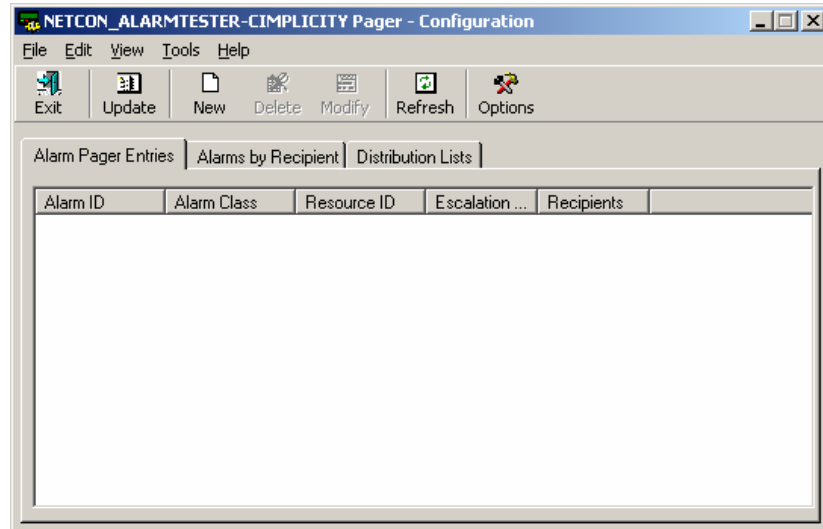 NETCON_ALARMTESTER-CIMPLICITY Pager - Configuration
File Edit View Tools Help
Exit Update New Delete Modify Refresh Options
Alarm Pager Entries Alarms by Recipient Distribution Lists
Alarm ID Alarm Class Resource ID Escalation ... Recipients